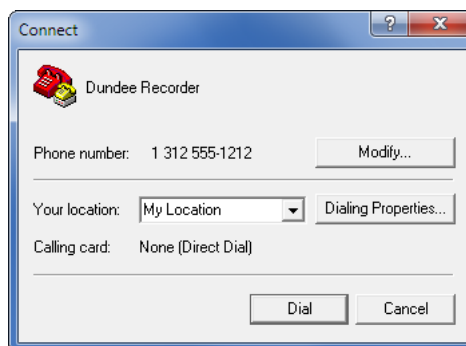 Connect
Dundee Recorder
Phone number: 1 312 555-1212 Modify...
Your location: My Location Dialing Properties...
Calling card: None (Direct Dial)
Dial Cancel